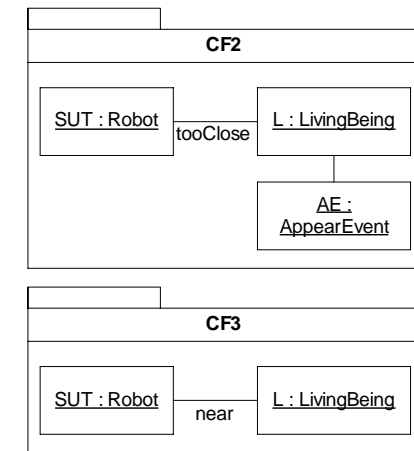 CF2
SUT : Robot
tooClose
L : LivingBeing
AE :
AppearEvent
CF3
SUT : Robot
near
L : LivingBeing